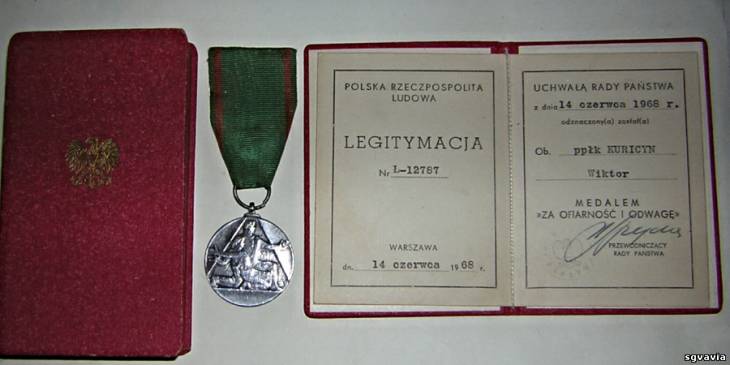 POLSKA RZECZPOSPOLITA
LUDOWA
LEGITYMACJA
Nr L-12787
WARSZAWA
dn. 14 czerwca 1968 r.
UCHWAŁĄ RADY PAŃSTWA
z dnia 14 czerwca 1968 r.
odznaczony(a) został(a)
Ob. ppłk KURICYN
Wiktor
MEDALEM
»ZA OFIARNOŚĆ I ODWAGĘ«
PRZEWODNICZĄCY
RADY PAŃSTWA
sgvavia